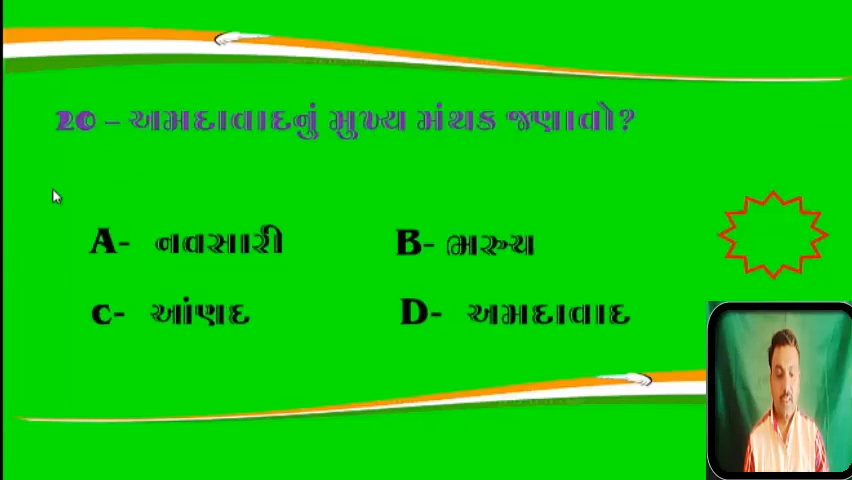 20 – અમદાવાદનું મુખ્ય મંથક જણાવો?
A- નવસારી
B- ભરુચ
C- આંણદ
D- અમદાવાદ